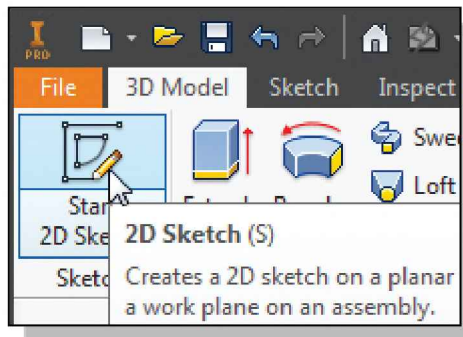 I
PRO
File 3D Model Sketch Inspect
Swee
Loft
Star
2D Ske
Sketc
2D Sketch (S)
Creates a 2D sketch on a planar
a work plane on an assembly.